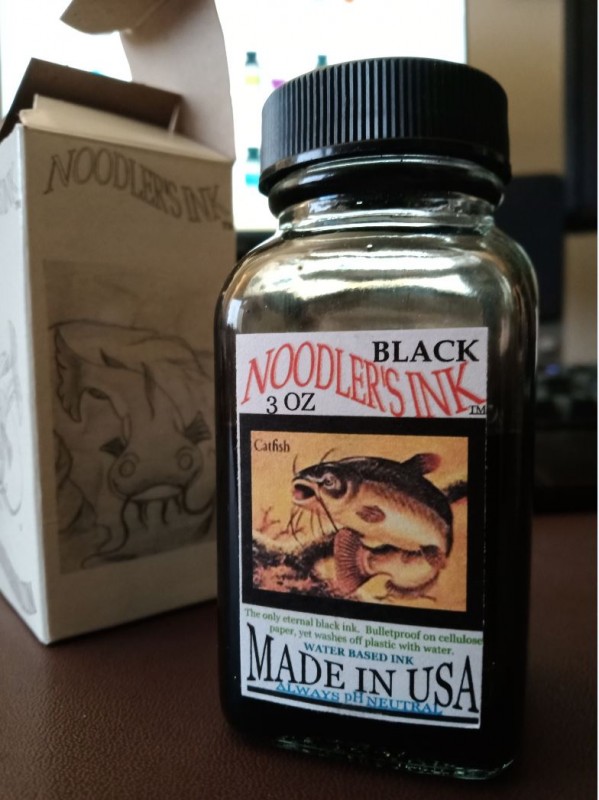 NOODLER'S INK
BLACK
NOODLER'S INK TM
3 OZ
Catfish
The only eternal black ink. Bulletproof on cellulose
paper, yet washes off plastic with water.
WATER BASED INK
MADE IN USA
ALWAYS pH NEUTRAL